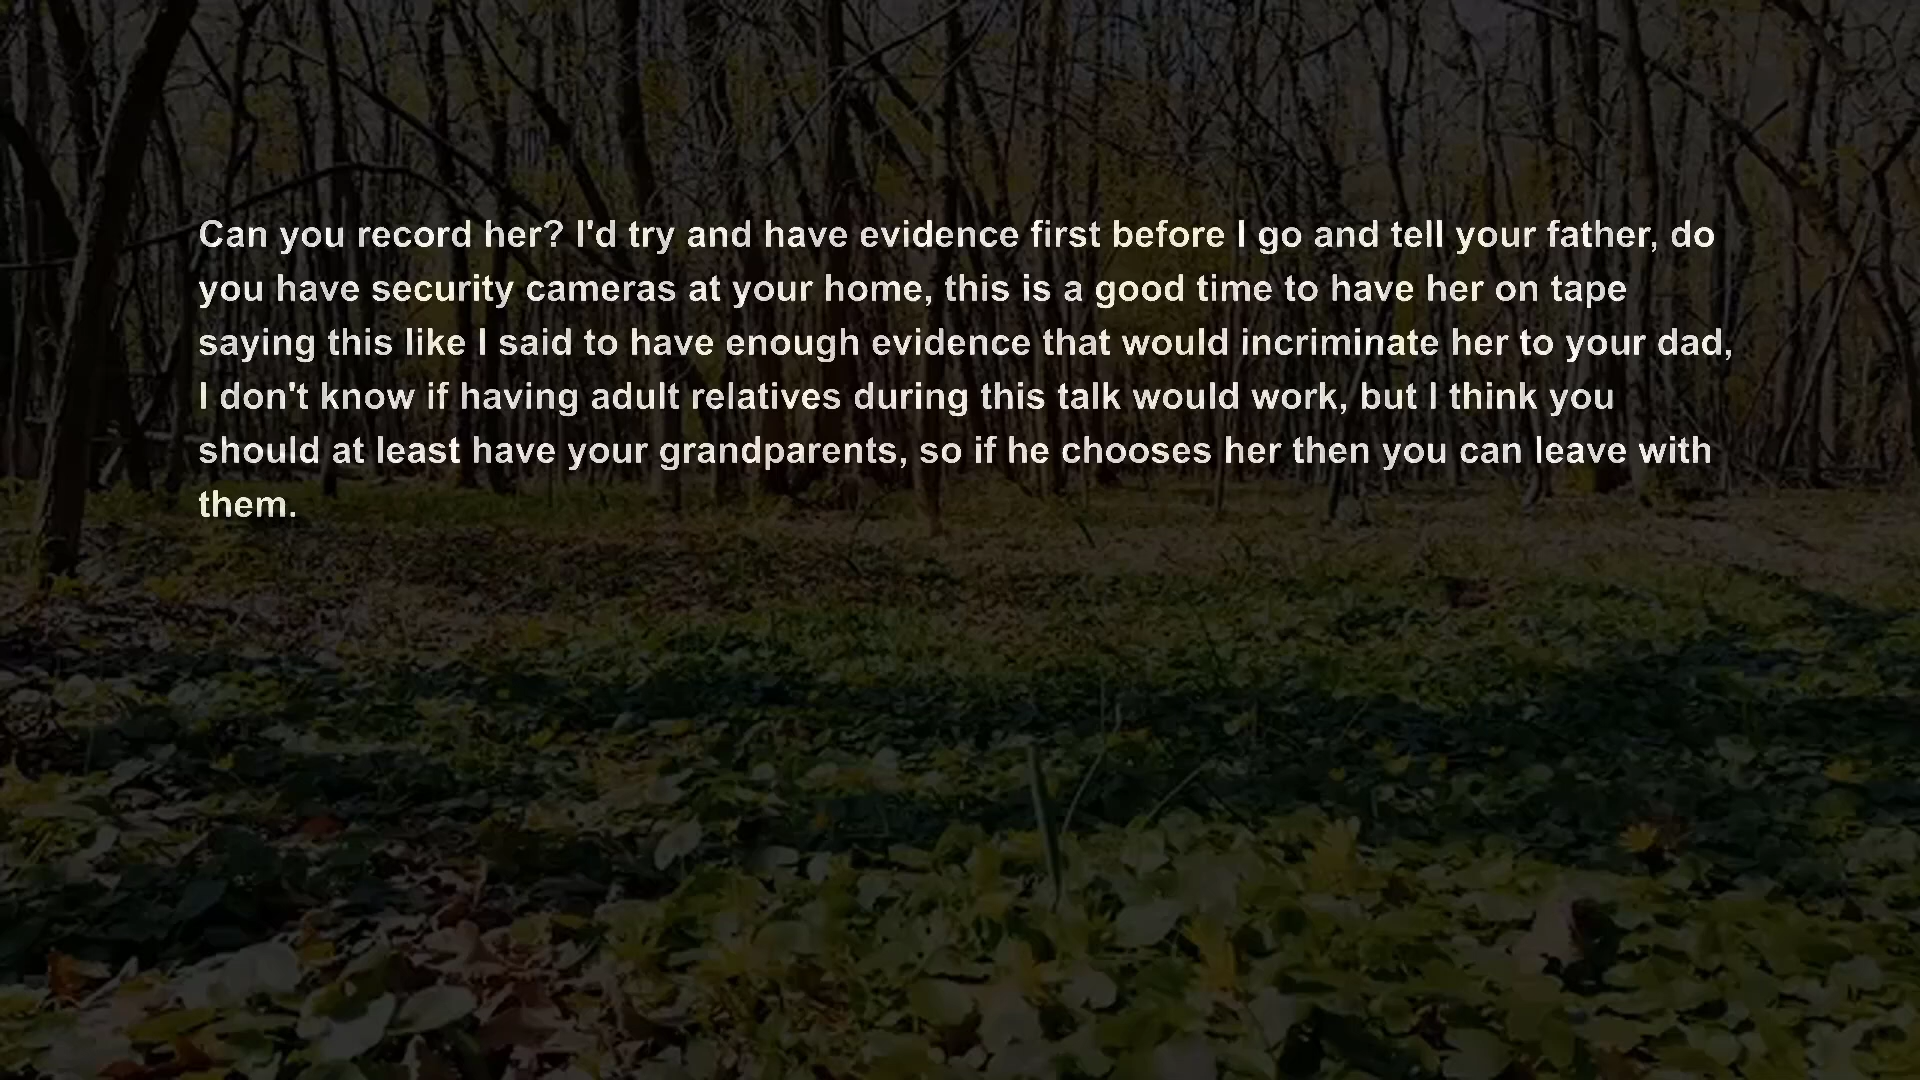 Can you record her? I'd try and have evidence first before I go and tell your father, do
you have security cameras at your home, this is a good time to have her on tape
saying this like I said to have enough evidence that would incriminate her to your dad,
I don't know if having adult relatives during this talk would work, but I think you
should at least have your grandparents, so if he chooses her then you can leave with
them.